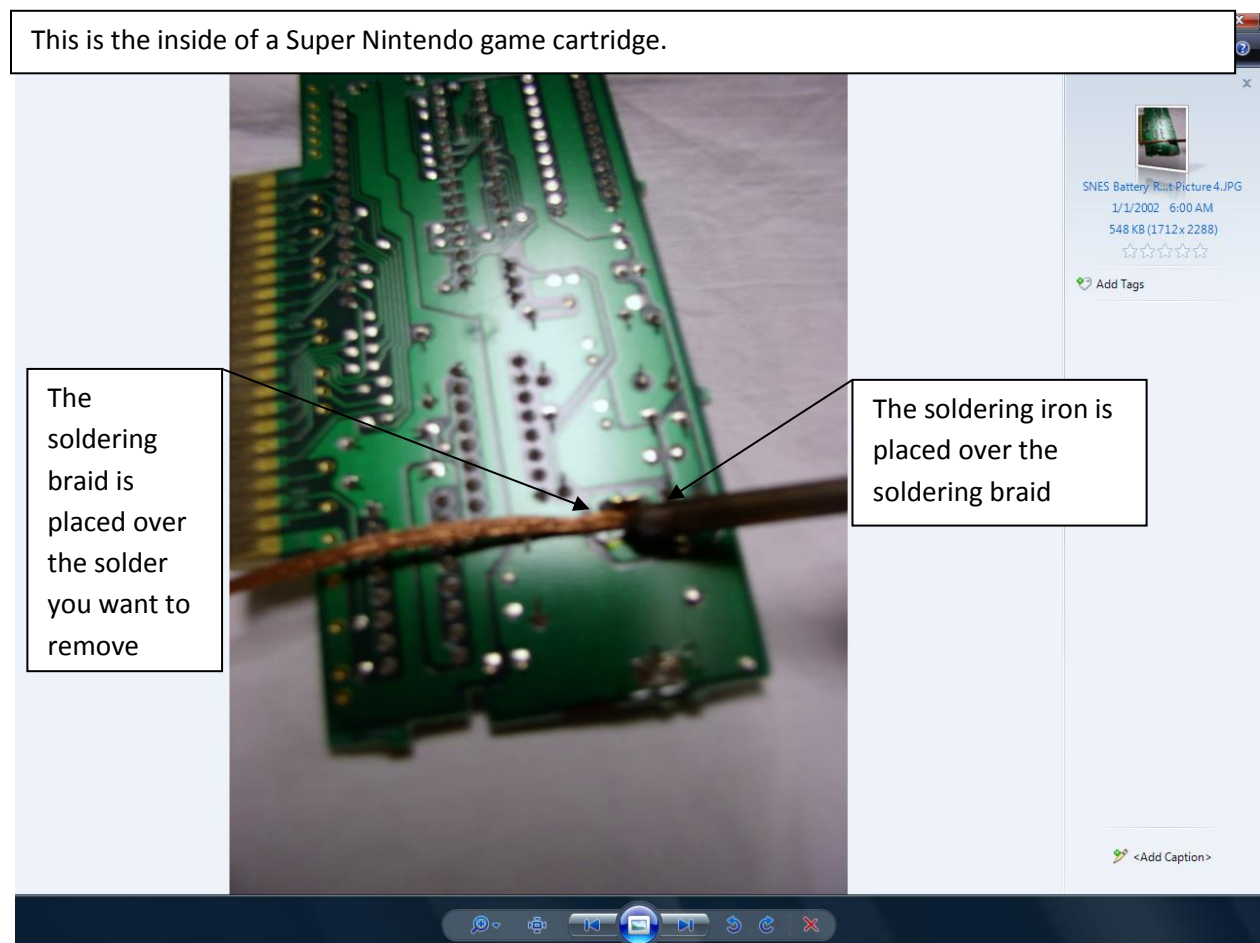 This is the inside of a Super Nintendo game cartridge.
SNES Battery R...t Picture 4.JPG
1/1/2002 6:00 AM
548 KB (1712 x 2288)
Add Tags
The
soldering
braid is
placed over
the solder
you want to
remove
The soldering iron is
placed over the
soldering braid
<Add Caption>